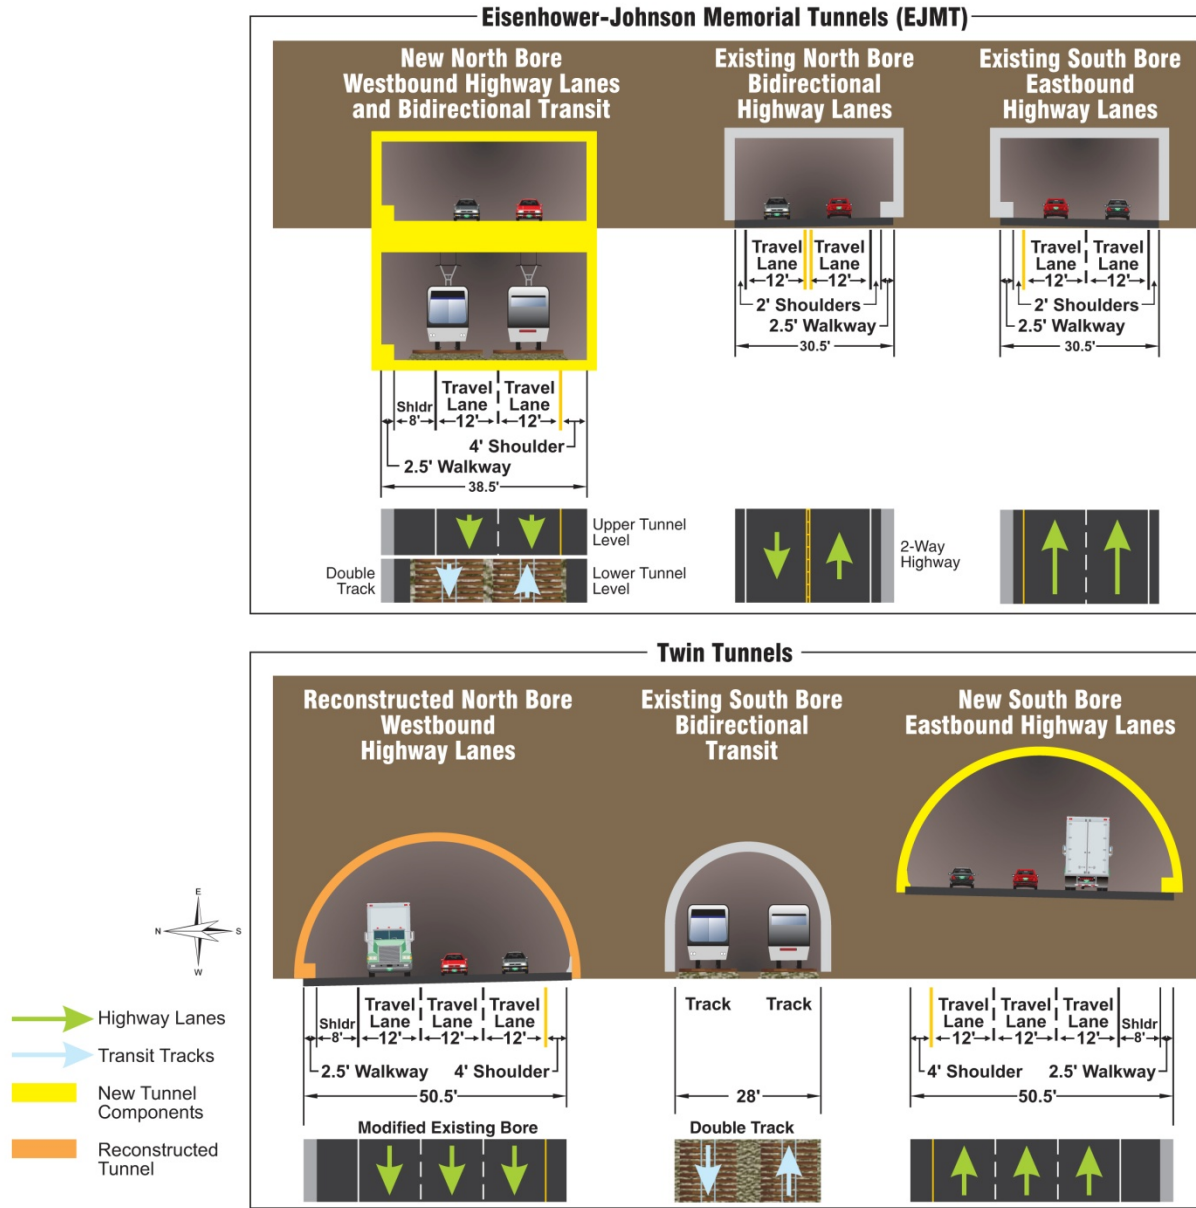 Eisenhower-Johnson Memorial Tunnels (EJMT)
New North Bore
Westbound Highway Lanes
and Bidirectional Transit
Existing North Bore
Bidirectional
Highway Lanes
Existing South Bore
Eastbound
Highway Lanes
Shldr
8'
Travel
Lane
12'
Travel
Lane
12'
4' Shoulder
2.5' Walkway
38.5'
Travel
Lane
12'
Travel
Lane
12'
2' Shoulders
2.5' Walkway
30.5'
Travel
Lane
12'
Travel
Lane
12'
2' Shoulders
2.5' Walkway
30.5'
Upper Tunnel
Level
Double
Track
Lower Tunnel
Level
2-Way
Highway
Twin Tunnels
Reconstructed North Bore
Westbound
Highway Lanes
Existing South Bore
Bidirectional
Transit
New South Bore
Eastbound Highway Lanes
Shldr
8'
Travel
Lane
12'
Travel
Lane
12'
Travel
Lane
12'
2.5' Walkway
4' Shoulder
50.5'
Modified Existing Bore
Track
Track
28'
Double Track
Travel
Lane
12'
Travel
Lane
12'
Travel
Lane
12'
Shldr
8'
4' Shoulder
2.5' Walkway
50.5'
E
N
S
W
Highway Lanes
Transit Tracks
New Tunnel
Components
Reconstructed
Tunnel